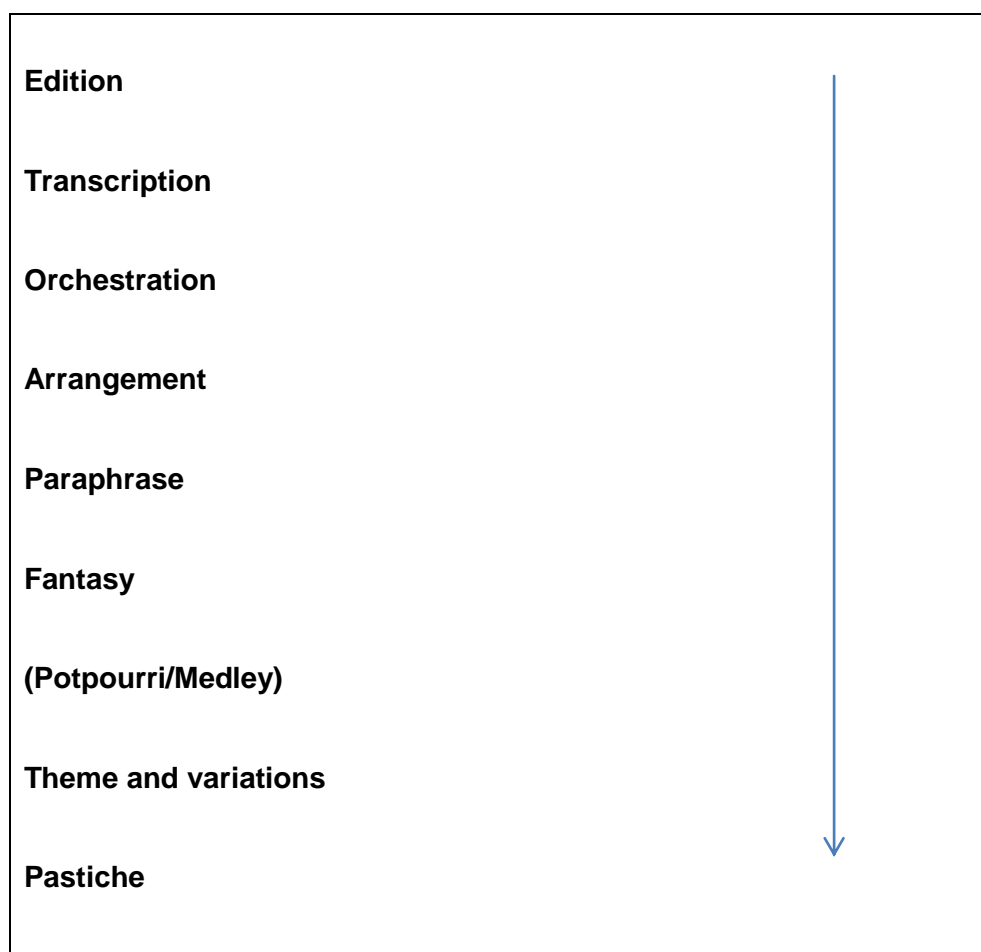 Edition
Transcription
Orchestration
Arrangement
Paraphrase
Fantasy
(Potpourri/Medley)
Theme and variations
Pastiche